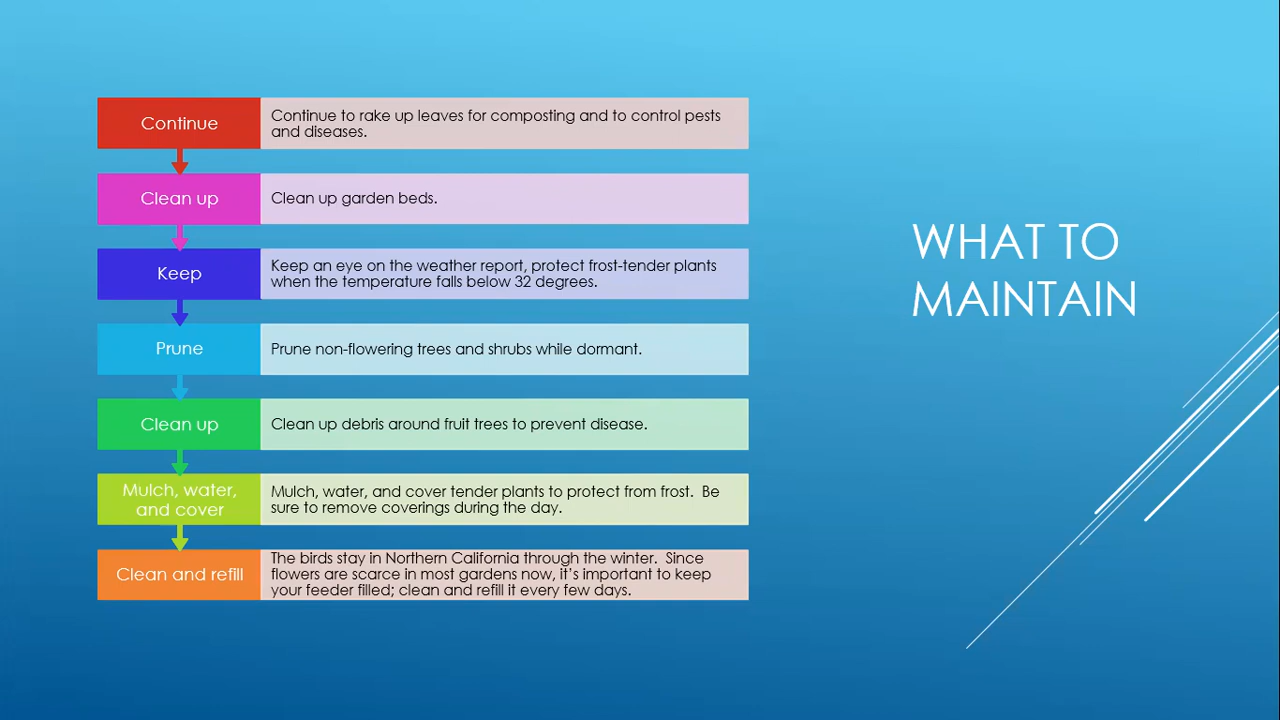 Continue
Continue to rake up leaves for composting and to control pests
and diseases.
Clean up
Clean up garden beds.
Keep
Keep an eye on the weather report, protect frost-tender plants
when the temperature falls below 32 degrees.
Prune
Prune non-flowering trees and shrubs while dormant.
Clean up
Clean up debris around fruit trees to prevent disease.
Mulch, water,
and cover
Mulch, water, and cover tender plants to protect from frost.  Be
sure to remove coverings during the day.
Clean and refill
The birds stay in Northern California through the winter.  Since
flowers are scarce in most gardens now, it’s important to keep
your feeder filled; clean and refill it every few days.
WHAT TO
MAINTAIN